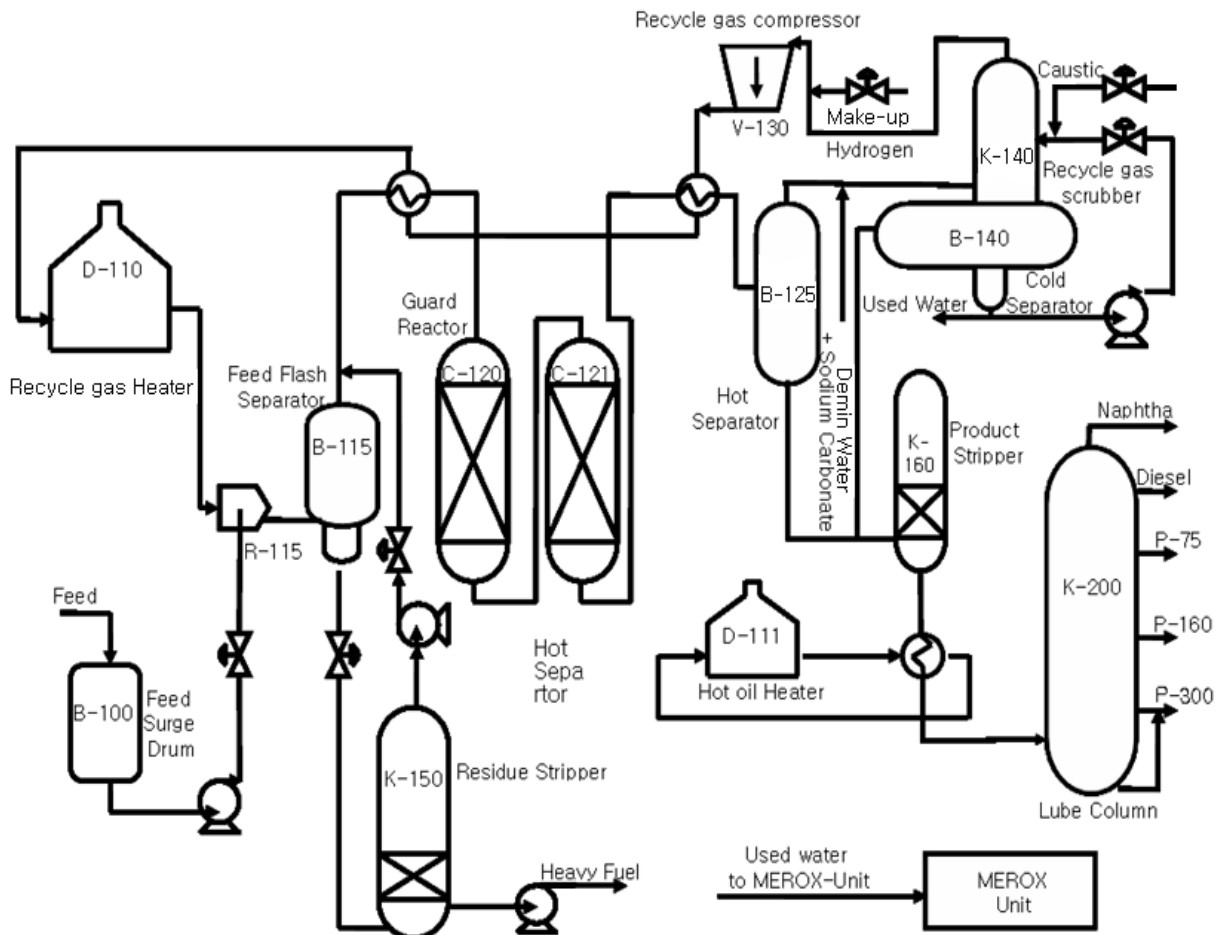 Recycle gas compressor
V-130
Make-up
Hydrogen
Caustic
K-140
Recycle gas
scrubber
B-140
Cold
Separator
Used Water
D-110
Recycle gas Heater
Guard
Reactor
C-120
C-121
B-125
Hot
Separator
Demin Water
+ Sodium Carbonate
Feed Flash
Separator
B-115
R-115
K-
160
Product
Stripper
Naphtha
Diesel
P-75
P-160
P-300
K-200
Lube Column
Feed
B-100
Feed
Surge
Drum
D-111
Hot oil Heater
Hot
Sepa
rtor
K-150
Residue Stripper
Heavy Fuel
Used water
to MEROX-Unit
MEROX
Unit